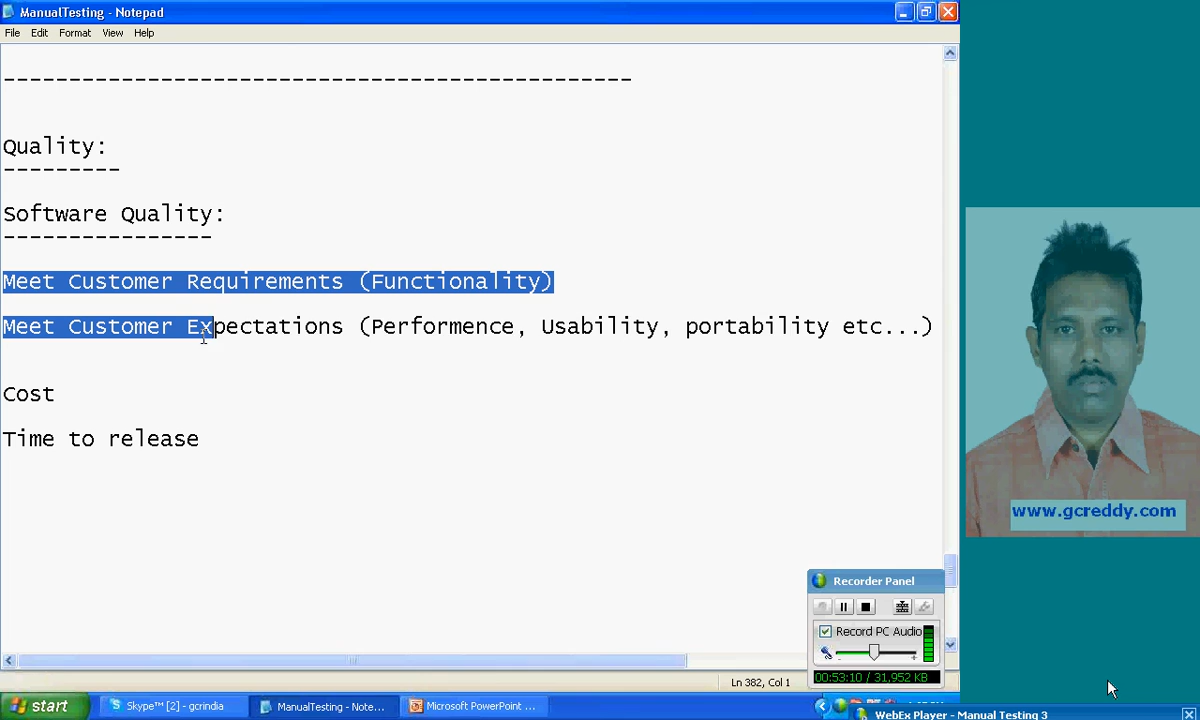 ManualTesting - Notepad
File Edit Format View Help
------------------------------------------------
Quality:
---------
Software Quality:
----------------
Meet Customer Requirements (Functionality)
Meet Customer Expectations (Performence, Usability, portability etc...)
Cost
Time to release
www.gcreddy.com
Recorder Panel
Record PC Audio
00:53:10 / 31,952 KB
Ln 382, Col 1
start
Skype™ [2] - gcrindia
ManualTesting - Note...
Microsoft PowerPoint ...
WebEx Player - Manual Testing 3